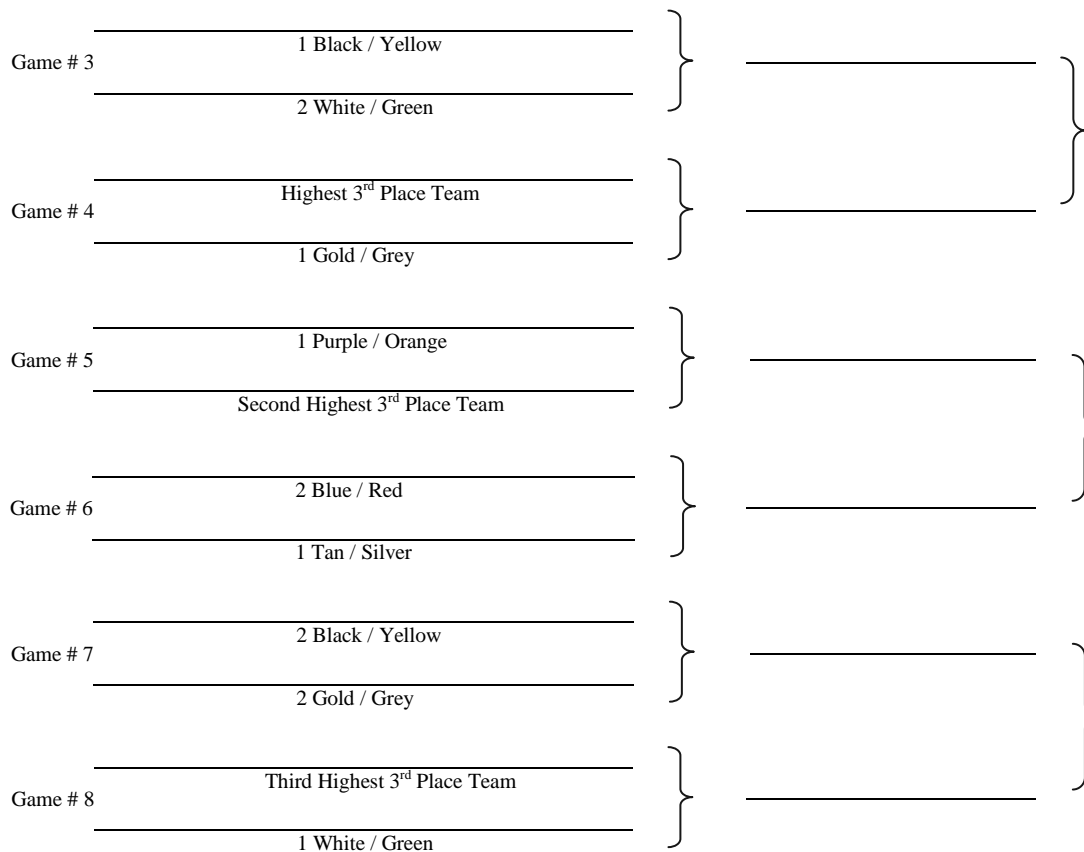 1 Black / Yellow
Game # 3
2 White / Green
Highest 3rd Place Team
Game # 4
1 Gold / Grey
1 Purple / Orange
Game # 5
Second Highest 3rd Place Team
2 Blue / Red
Game # 6
1 Tan / Silver
2 Black / Yellow
Game # 7
2 Gold / Grey
Third Highest 3rd Place Team
Game # 8
1 White / Green